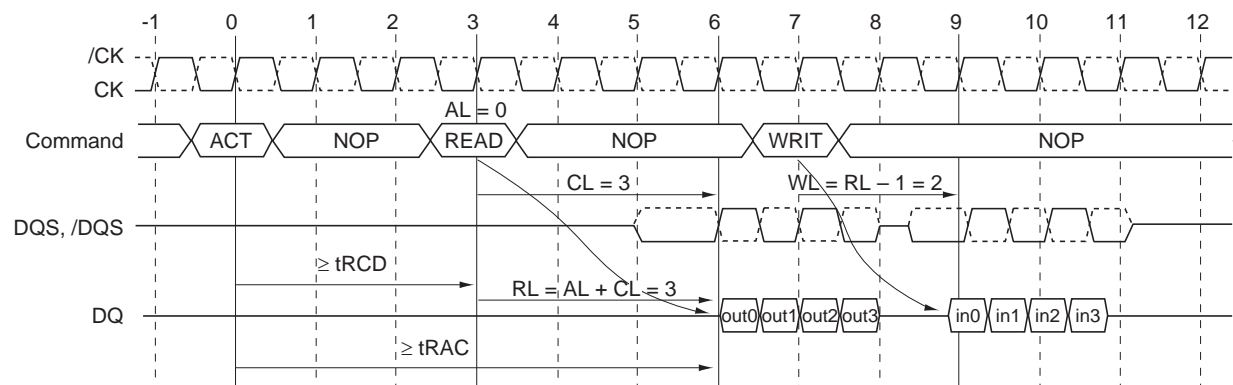 -1 0 1 2 3 4 5 6 7 8 9 10 11 12
/CK
CK
AL = 0
Command ACT NOP READ NOP WRIT NOP
CL = 3 WL = RL – 1 = 2
DQS, /DQS
≥ tRCD
RL = AL + CL = 3
DQ out0 out1 out2 out3 in0 in1 in2 in3
≥ tRAC